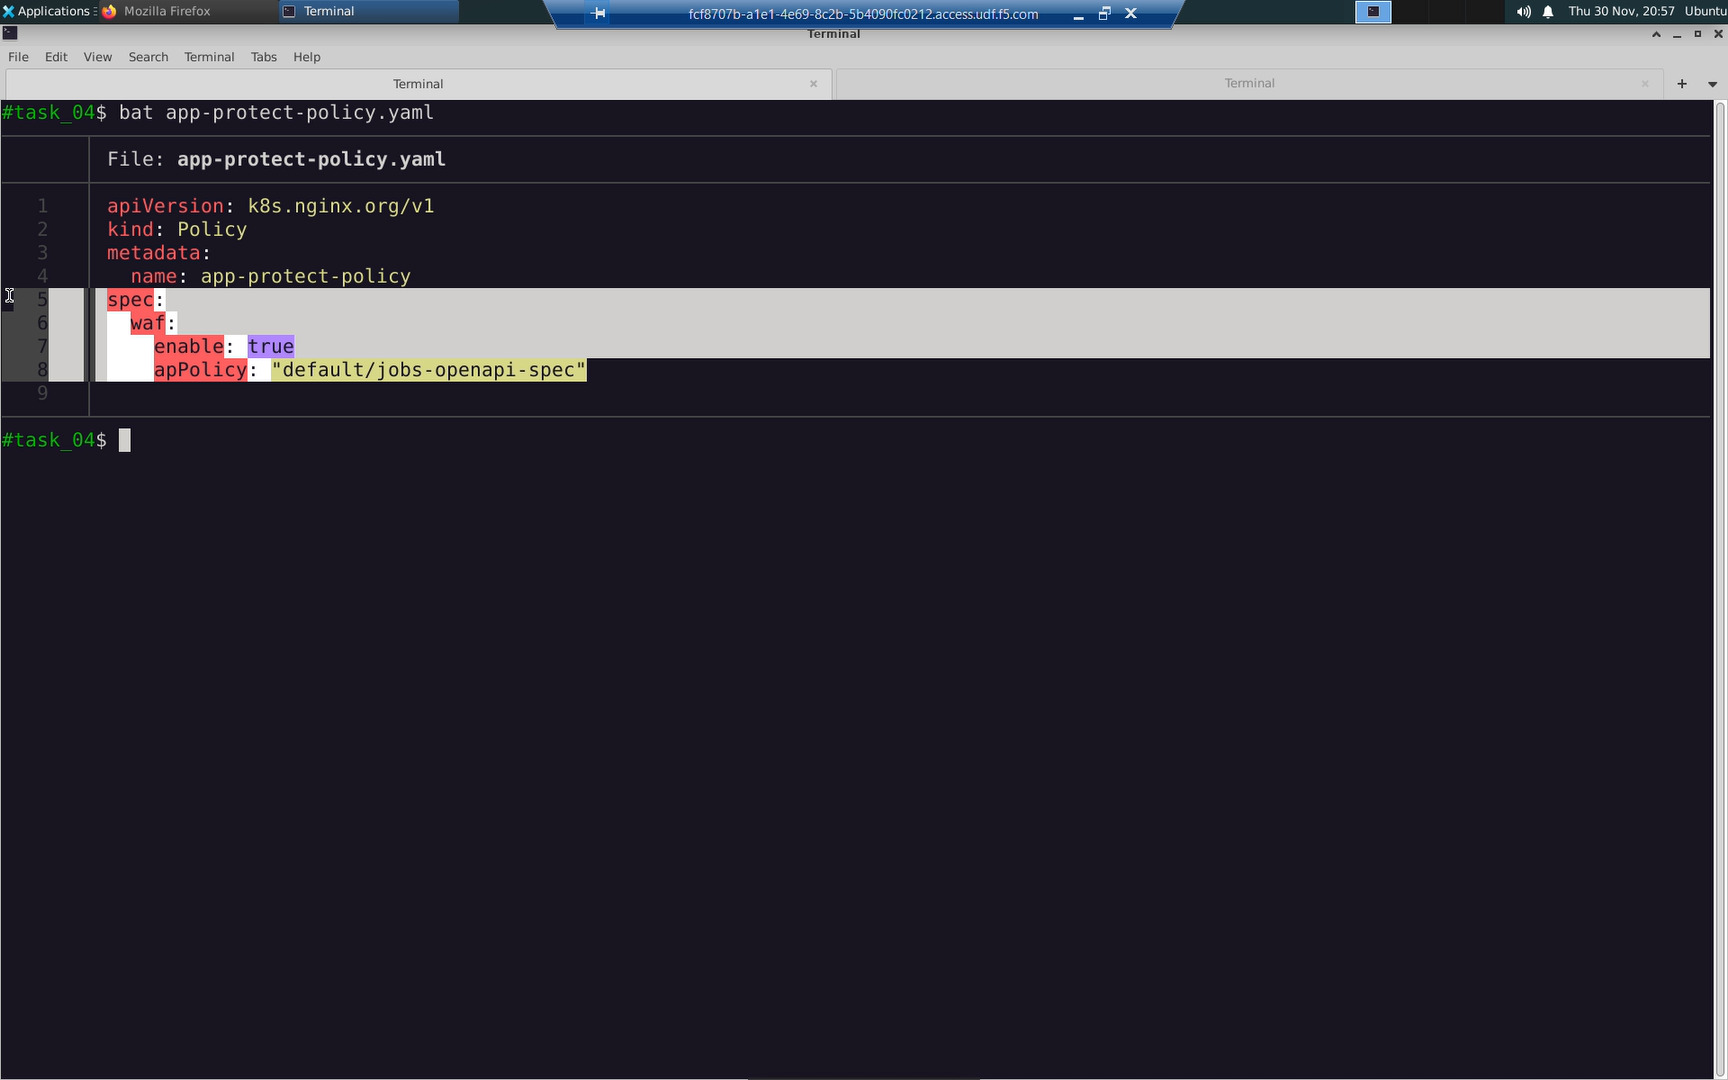 Applications Mozilla Firefox Terminal fcf8707b-a1e1-4e69-8c2b-5b4090fc0212.access.udf.f5.com Thu 30 Nov, 20:57 Ubuntu
Terminal
File Edit View Search Terminal Tabs Help
Terminal Terminal
#task_04$ bat app-protect-policy.yaml
File: app-protect-policy.yaml
1 apiVersion: k8s.nginx.org/v1
2 kind: Policy
3 metadata:
4   name: app-protect-policy
5 spec:
6   waf:
7     enable: true
8     apPolicy: "default/jobs-openapi-spec"
9
#task_04$